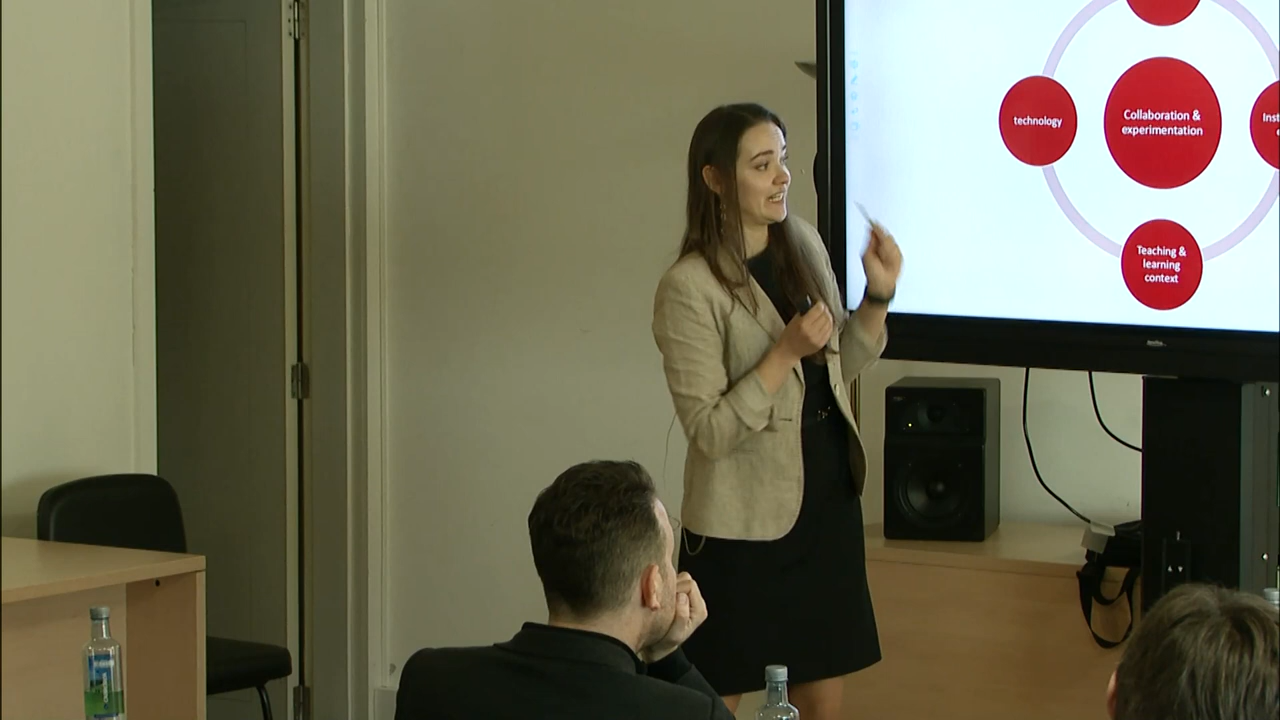 technology
Collaboration &
experimentation
Teaching &
learning
context